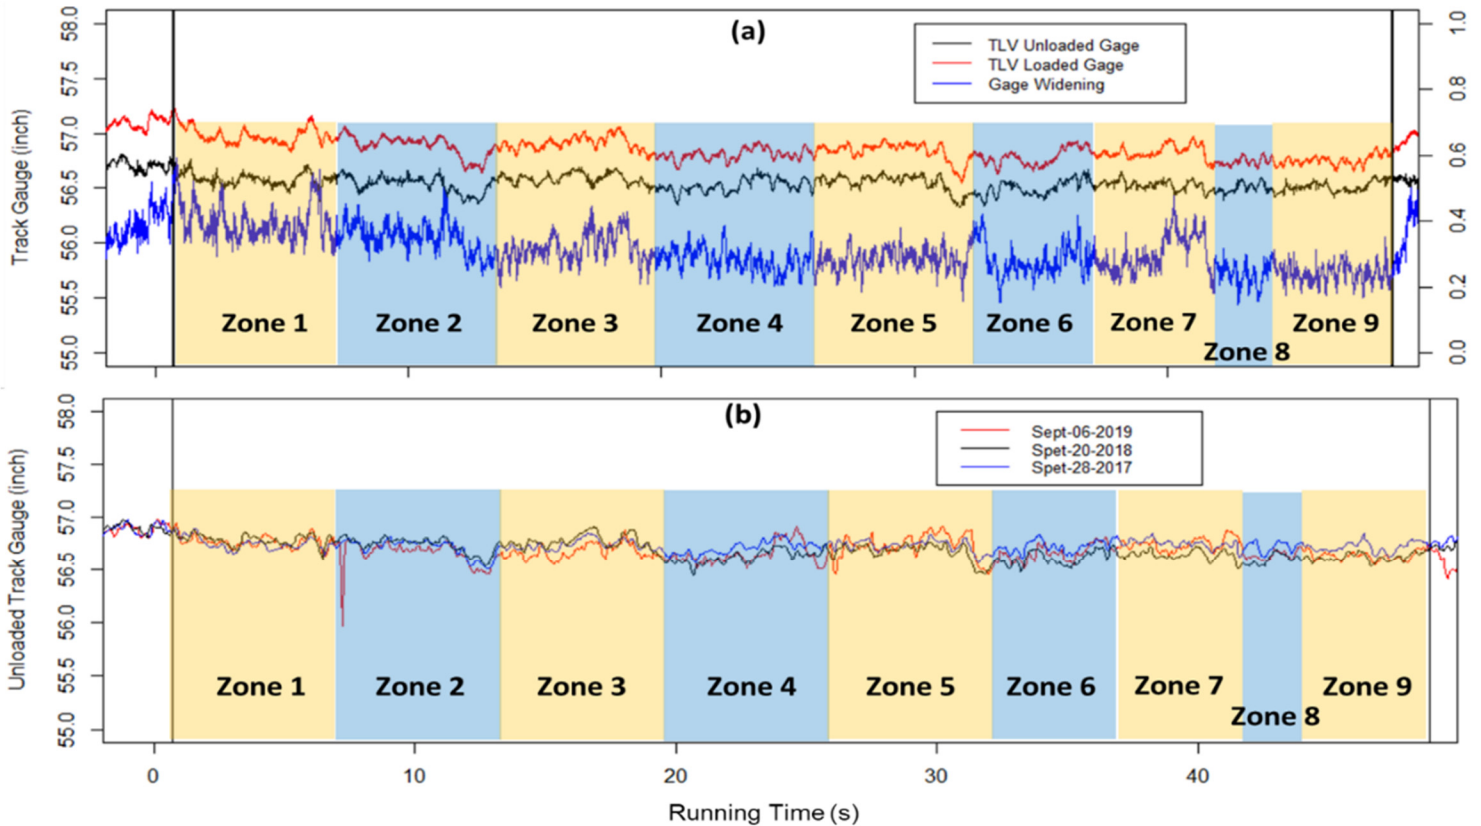 (a)
TLV Unloaded Gage
TLV Loaded Gage
Gage Widening
Track Gauge (inch)
58.0
57.5
57.0
56.5
56.0
55.5
55.0
1.0
0.8
0.6
0.4
0.2
0.0
Zone 1
Zone 2
Zone 3
Zone 4
Zone 5
Zone 6
Zone 7
Zone 8
Zone 9
(b)
Sept-06-2019
Spet-20-2018
Spet-28-2017
Unloaded Track Gauge (inch)
58.0
57.5
57.0
56.5
56.0
55.5
55.0
Zone 1
Zone 2
Zone 3
Zone 4
Zone 5
Zone 6
Zone 7
Zone 8
Zone 9
0
10
20
30
40
Running Time (s)